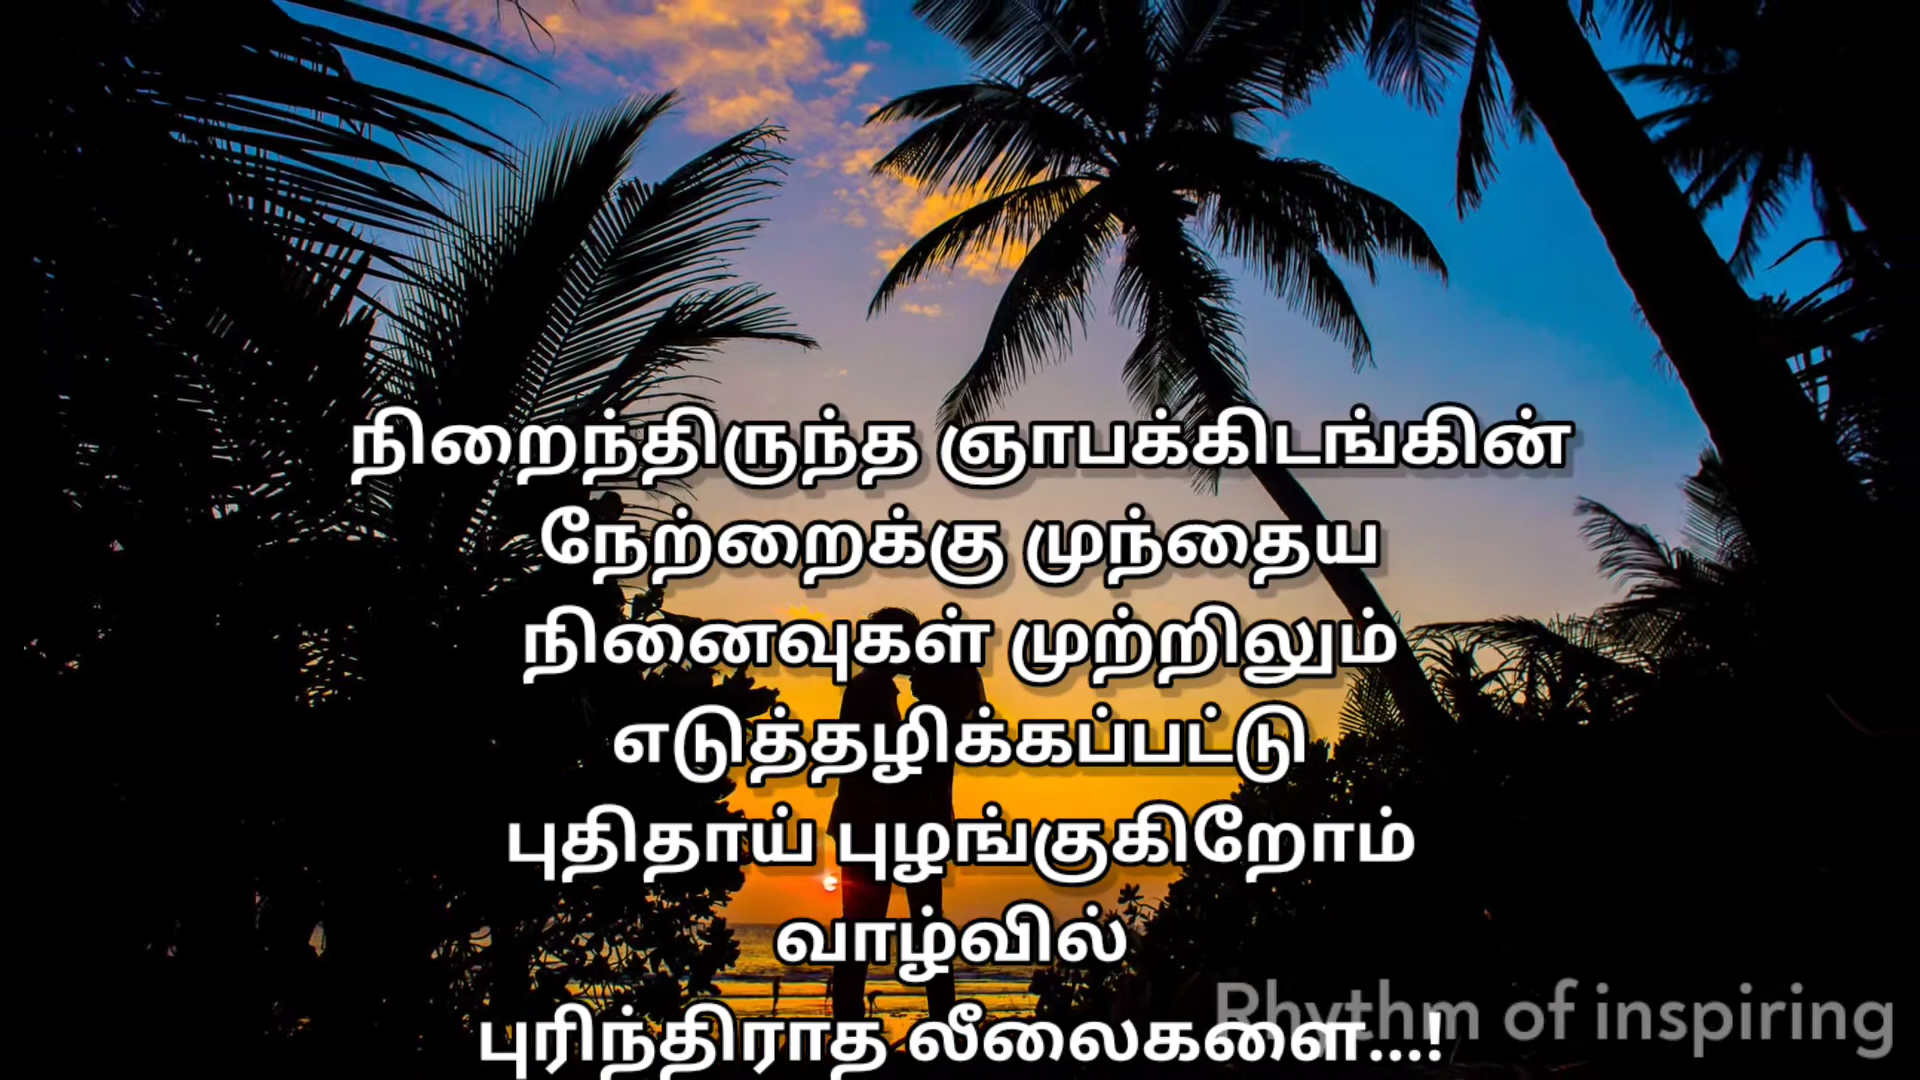 நிறைந்திருந்த ஞாபக்கிடங்கின்
நேற்றைக்கு முந்தைய
நினைவுகள் முற்றிலும்
எடுத்தழிக்கப்பட்டு
புதிதாய் புழங்குகிறோம்
வாழ்வில்
புரிந்திராத லீலைகளை...!
Rhythm of inspiring